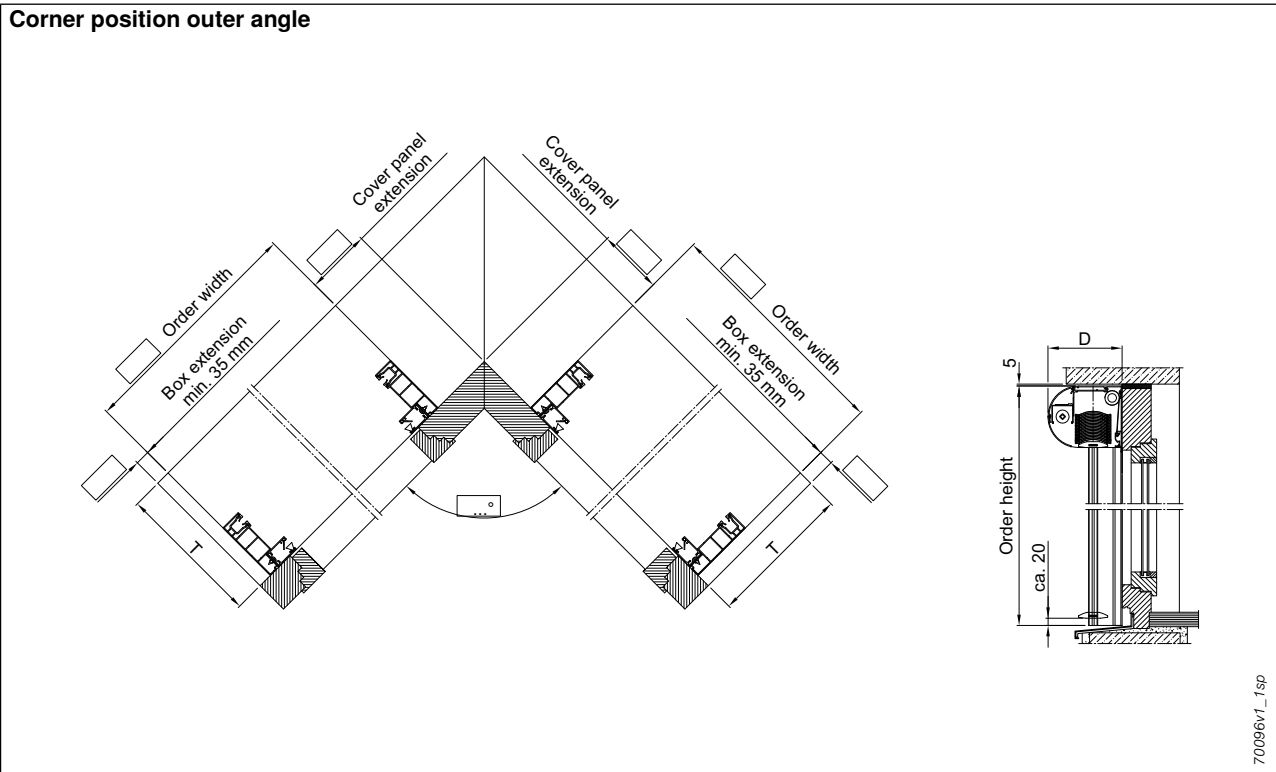 Corner position outer angle
Cover panel
extension
Cover panel
extension
Order width
Box extension
min. 35 mm
Order width
Box extension
min. 35 mm
T
T
D
5
Order height
ca. 20
70096v1_1sp